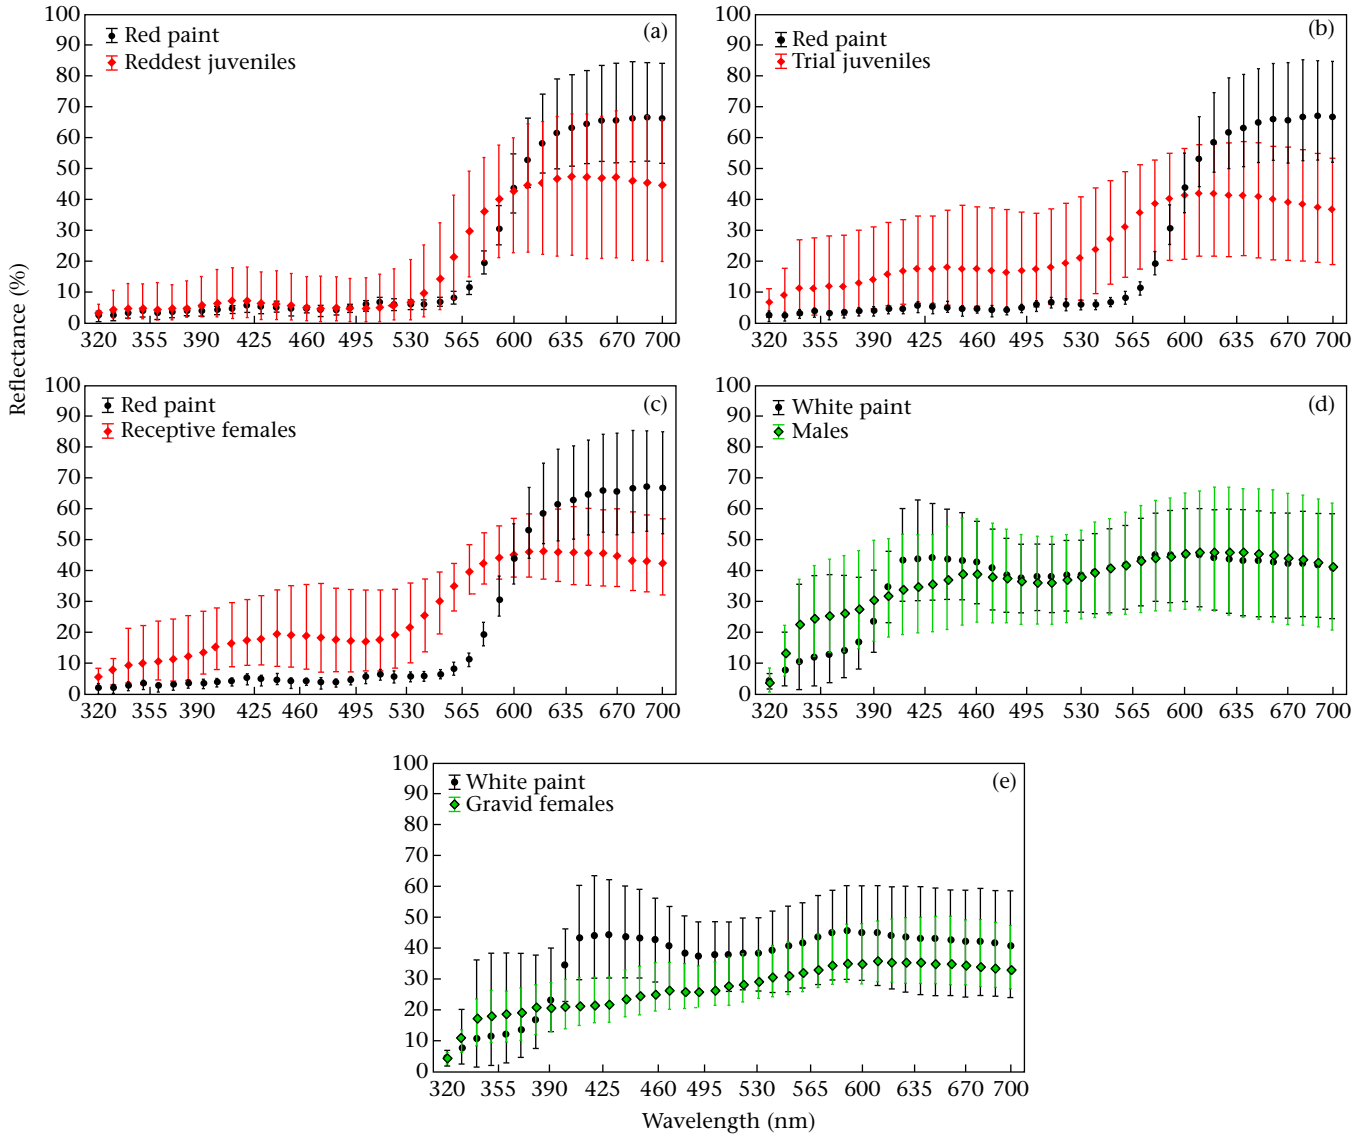 Reflectance (%)
(a)
Red paint
Reddest juveniles
100
90
80
70
60
50
40
30
20
10
0
320 355 390 425 460 495 530 565 600 635 670 700
(b)
Red paint
Trial juveniles
100
90
80
70
60
50
40
30
20
10
0
320 355 390 425 460 495 530 565 600 635 670 700
(c)
Red paint
Receptive females
100
90
80
70
60
50
40
30
20
10
0
320 355 390 425 460 495 530 565 600 635 670 700
(d)
White paint
Males
100
90
80
70
60
50
40
30
20
10
0
320 355 390 425 460 495 530 565 600 635 670 700
(e)
White paint
Gravid females
100
90
80
70
60
50
40
30
20
10
0
320 355 390 425 460 495 530 565 600 635 670 700
Wavelength (nm)